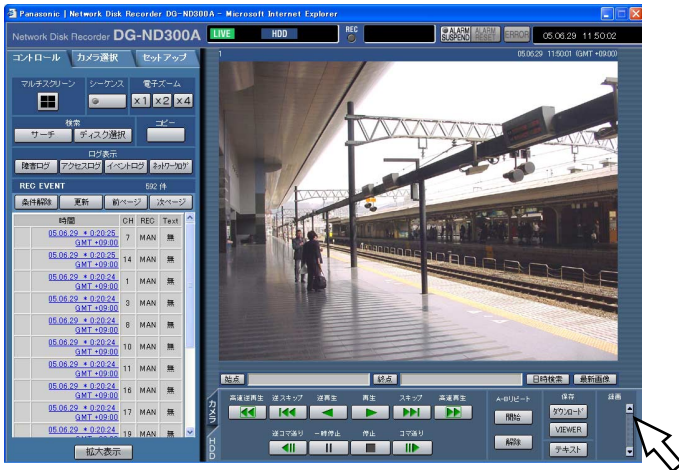 Panasonic | Network Disk Recorder DG-ND300A - Microsoft Internet Explorer
Network Disk Recorder DG-ND300A
LIVE HDD REC ALARM SUSPEND ALARM RESET ERROR 05.06.29 11:50:02
コントロール カメラ選択 セットアップ
1 05.06.29 11:50:01 (GMT +09:00)
マルチスクリーン シーケンス 電子ズーム
×1 ×2 ×4
検索 コピー
サーチ ディスク選択
ログ表示
障害ログ アクセスログ イベントログ ネットワークログ
REC EVENT 592 件
条件解除 更新 前ページ 次ページ
時間 CH REC Text
05.06.29 * 0:20:25 GMT +09:00 7 MAN 無
05.06.29 * 0:20:25 GMT +09:00 14 MAN 無
05.06.29 * 0:20:24 GMT +09:00 1 MAN 無
05.06.29 * 0:20:24 GMT +09:00 3 MAN 無
05.06.29 * 0:20:24 GMT +09:00 8 MAN 無
05.06.29 * 0:20:24 GMT +09:00 10 MAN 無
05.06.29 * 0:20:24 GMT +09:00 11 MAN 無
05.06.29 * 0:20:24 GMT +09:00 16 MAN 無
05.06.29 * 0:20:24 GMT +09:00 17 MAN 無
05.06.29 * 0:20:24 GMT +09:00 19 MAN 無
拡大表示
始点 終点 日時検索 最新画像
カメラ
HDD
高速逆再生 逆スキップ 逆再生 再生 スキップ 高速再生
逆コマ送り 一時停止 停止 コマ送り
A-Bリピート
開始
解除
保存
ダウンロード
VIEWER
テキスト
録画